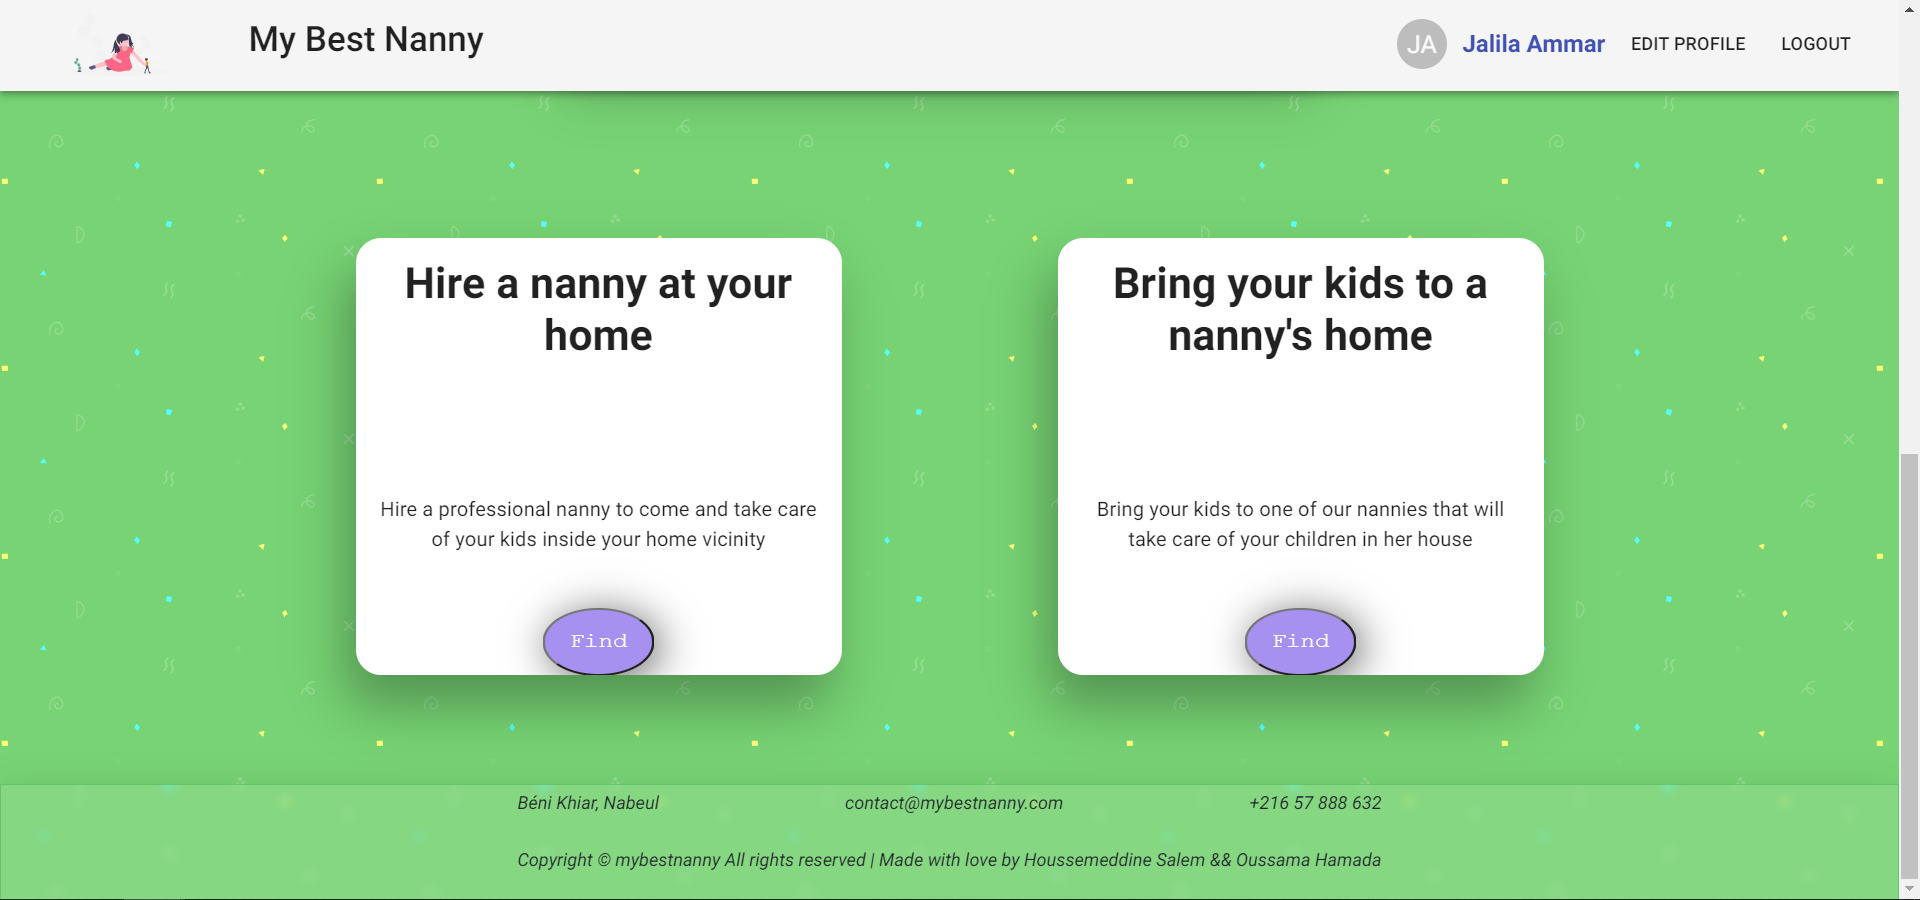 My Best Nanny
JA Jalila Ammar EDIT PROFILE LOGOUT
Hire a nanny at your
home
Hire a professional nanny to come and take care
of your kids inside your home vicinity
Find
Bring your kids to a
nanny's home
Bring your kids to one of our nannies that will
take care of your children in her house
Find
Béni Khiar, Nabeul contact@mybestnanny.com +216 57 888 632
Copyright © mybestnanny All rights reserved | Made with love by Houssemeddine Salem && Oussama Hamada